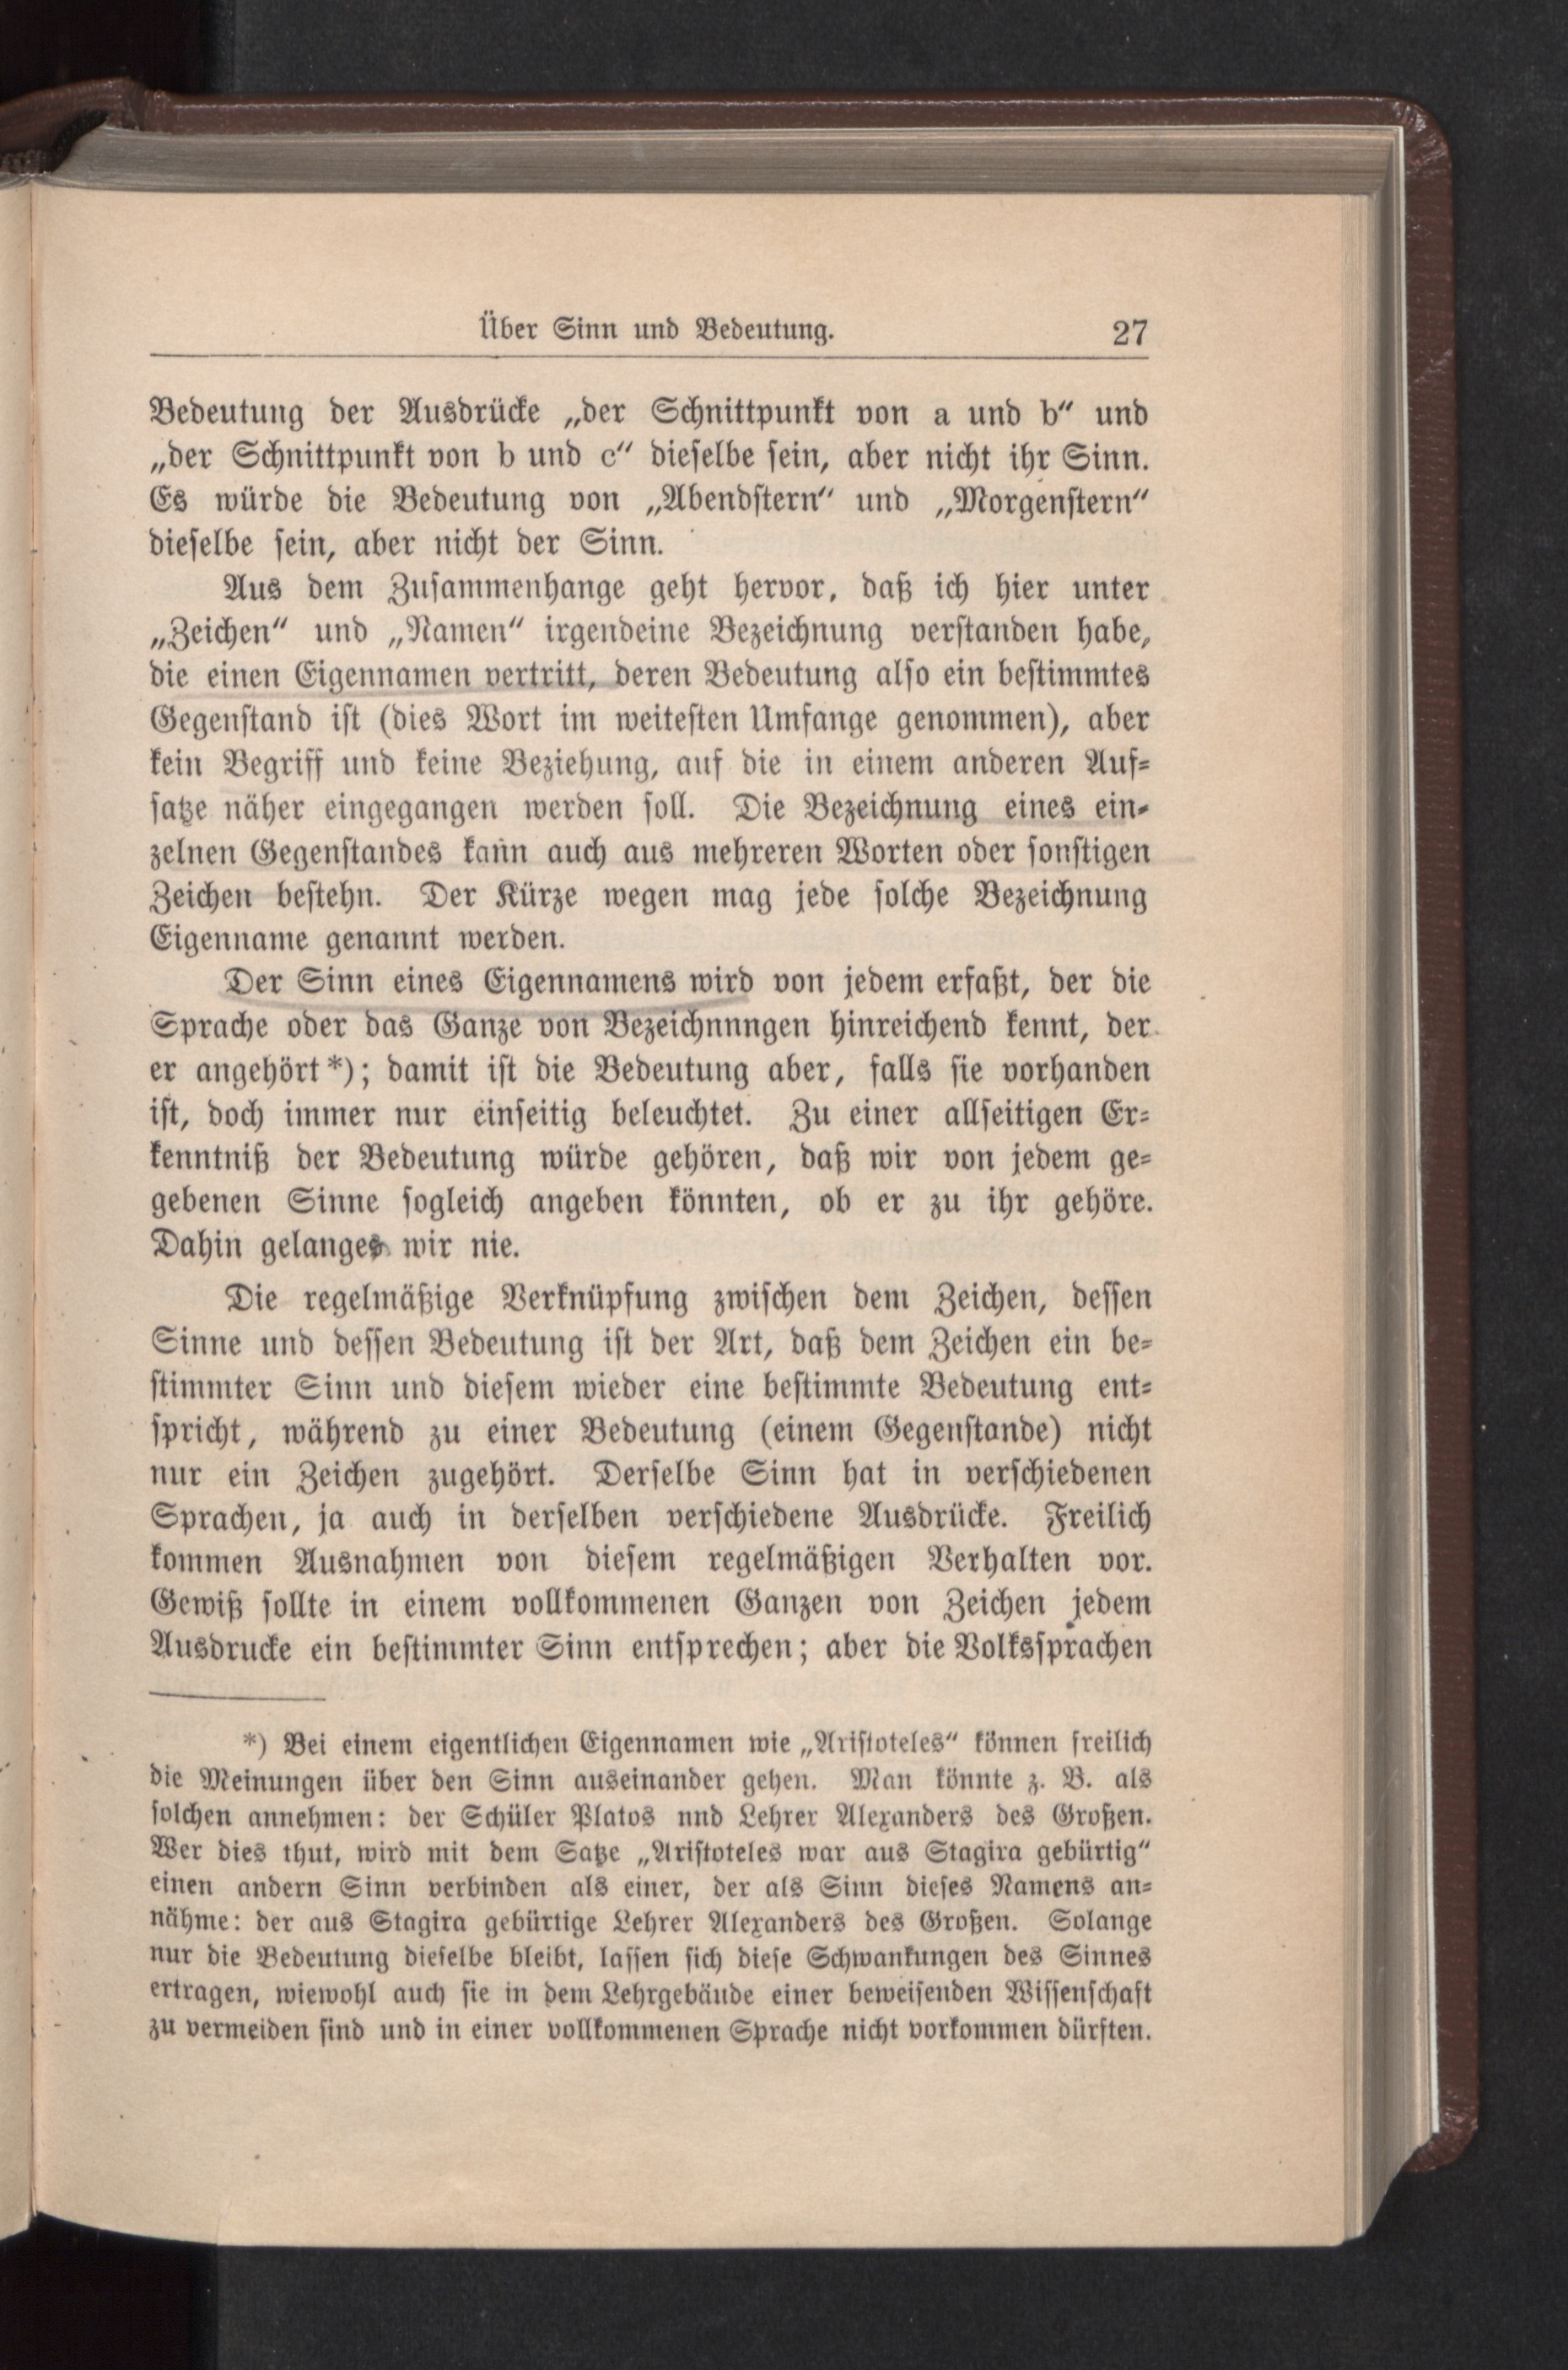 Über Sinn und Bedeutung. 27
Bedeutung der Ausdrücke „der Schnittpunkt von a und b“ und
„der Schnittpunkt von b und c“ dieselbe sein, aber nicht ihr Sinn.
Es würde die Bedeutung von „Abendstern“ und „Morgenstern“
dieselbe sein, aber nicht der Sinn.
Aus dem Zusammenhange geht hervor, daß ich hier unter
„Zeichen“ und „Namen“ irgendeine Bezeichnung verstanden habe,
die einen Eigennamen vertritt, deren Bedeutung also ein bestimmtes
Gegenstand ist (dies Wort im weitesten Umfange genommen), aber
kein Begriff und keine Beziehung, auf die in einem anderen Auf-
satze näher eingegangen werden soll. Die Bezeichnung eines ein-
zelnen Gegenstandes kann auch aus mehreren Worten oder sonstigen
Zeichen bestehn. Der Kürze wegen mag jede solche Bezeichnung
Eigenname genannt werden.
Der Sinn eines Eigennamens wird von jedem erfaßt, der die
Sprache oder das Ganze von Bezeichnnngen hinreichend kennt, der
er angehört*); damit ist die Bedeutung aber, falls sie vorhanden
ist, doch immer nur einseitig beleuchtet. Zu einer allseitigen Er-
kenntniß der Bedeutung würde gehören, daß wir von jedem ge-
gebenen Sinne sogleich angeben könnten, ob er zu ihr gehöre.
Dahin gelanges wir nie.
Die regelmäßige Verknüpfung zwischen dem Zeichen, dessen
Sinne und dessen Bedeutung ist der Art, daß dem Zeichen ein be-
stimmter Sinn und diesem wieder eine bestimmte Bedeutung ent-
spricht, während zu einer Bedeutung (einem Gegenstande) nicht
nur ein Zeichen zugehört. Derselbe Sinn hat in verschiedenen
Sprachen, ja auch in derselben verschiedene Ausdrücke. Freilich
kommen Ausnahmen von diesem regelmäßigen Verhalten vor.
Gewiß sollte in einem vollkommenen Ganzen von Zeichen jedem
Ausdrucke ein bestimmter Sinn entsprechen; aber die Volkssprachen
*) Bei einem eigentlichen Eigennamen wie „Aristoteles“ können freilich
die Meinungen über den Sinn auseinander gehen. Man könnte z. B. als
solchen annehmen: der Schüler Platos nnd Lehrer Alexanders des Großen.
Wer dies thut, wird mit dem Satze „Aristoteles war aus Stagira gebürtig“
einen andern Sinn verbinden als einer, der als Sinn dieses Namens an-
nähme: der aus Stagira gebürtige Lehrer Alexanders des Großen. Solange
nur die Bedeutung dieselbe bleibt, lassen sich diese Schwankungen des Sinnes
ertragen, wiewohl auch sie in dem Lehrgebäude einer beweisenden Wissenschaft
zu vermeiden sind und in einer vollkommenen Sprache nicht vorkommen dürften.